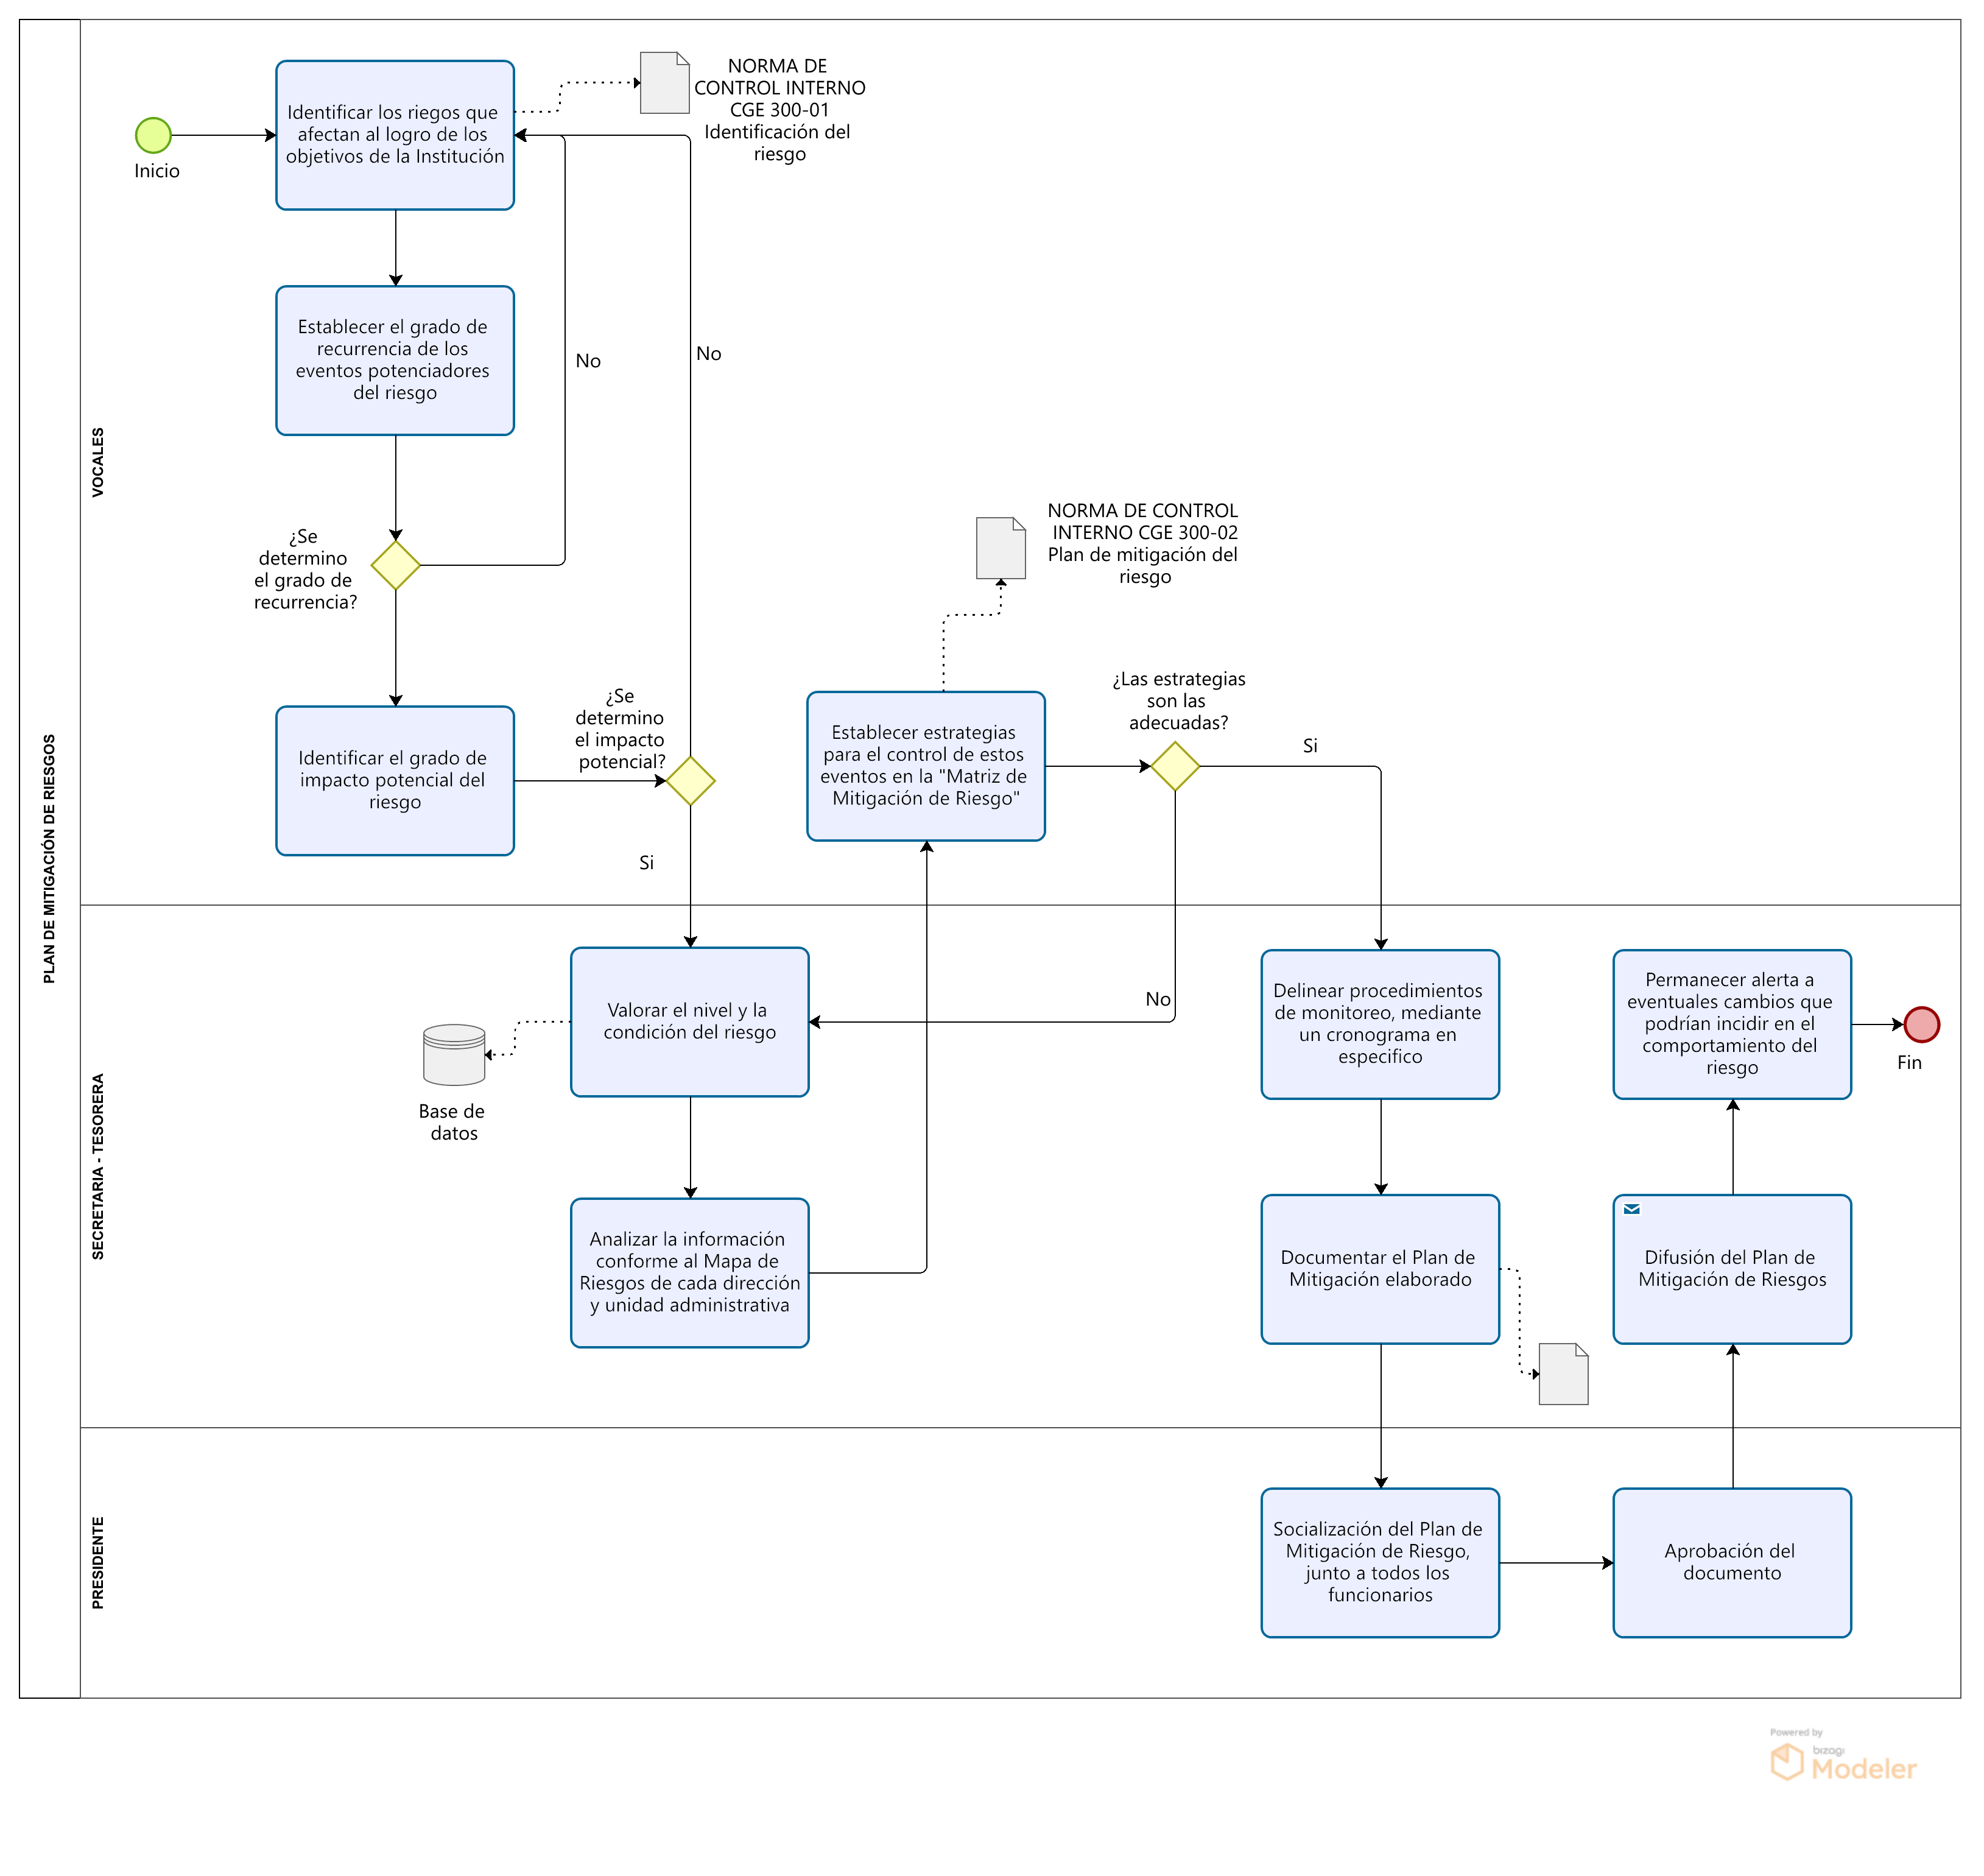 PLAN DE MITIGACIÓN DE RIESGOS
VOCALES
Inicio
Identificar los riegos que
afectan al logro de los
objetivos de la Institución
NORMA DE
CONTROL INTERNO
CGE 300-01
Identificación del
riesgo
Establecer el grado de
recurrencia de los
eventos potenciadores
del riesgo
No
No
¿Se
determino
el grado de
recurrencia?
Identificar el grado de
impacto potencial del
riesgo
¿Se
determino
el impacto
potencial?
Si
NORMA DE CONTROL
INTERNO CGE 300-02
Plan de mitigación del
riesgo
Establecer estrategias
para el control de estos
eventos en la "Matriz de
Mitigación de Riesgo"
¿Las estrategias
son las
adecuadas?
Si
No
SECRETARIA - TESORERA
Valorar el nivel y la
condición del riesgo
Base de
datos
Analizar la información
conforme al Mapa de
Riesgos de cada dirección
y unidad administrativa
Delinear procedimientos
de monitoreo, mediante
un cronograma en
especifico
Documentar el Plan de
Mitigación elaborado
Permanecer alerta a
eventuales cambios que
podrían incidir en el
comportamiento del
riesgo
Fin
Difusión del Plan de
Mitigación de Riesgos
PRESIDENTE
Socialización del Plan de
Mitigación de Riesgo,
junto a todos los
funcionarios
Aprobación del
documento
Powered by
bizagi
Modeler